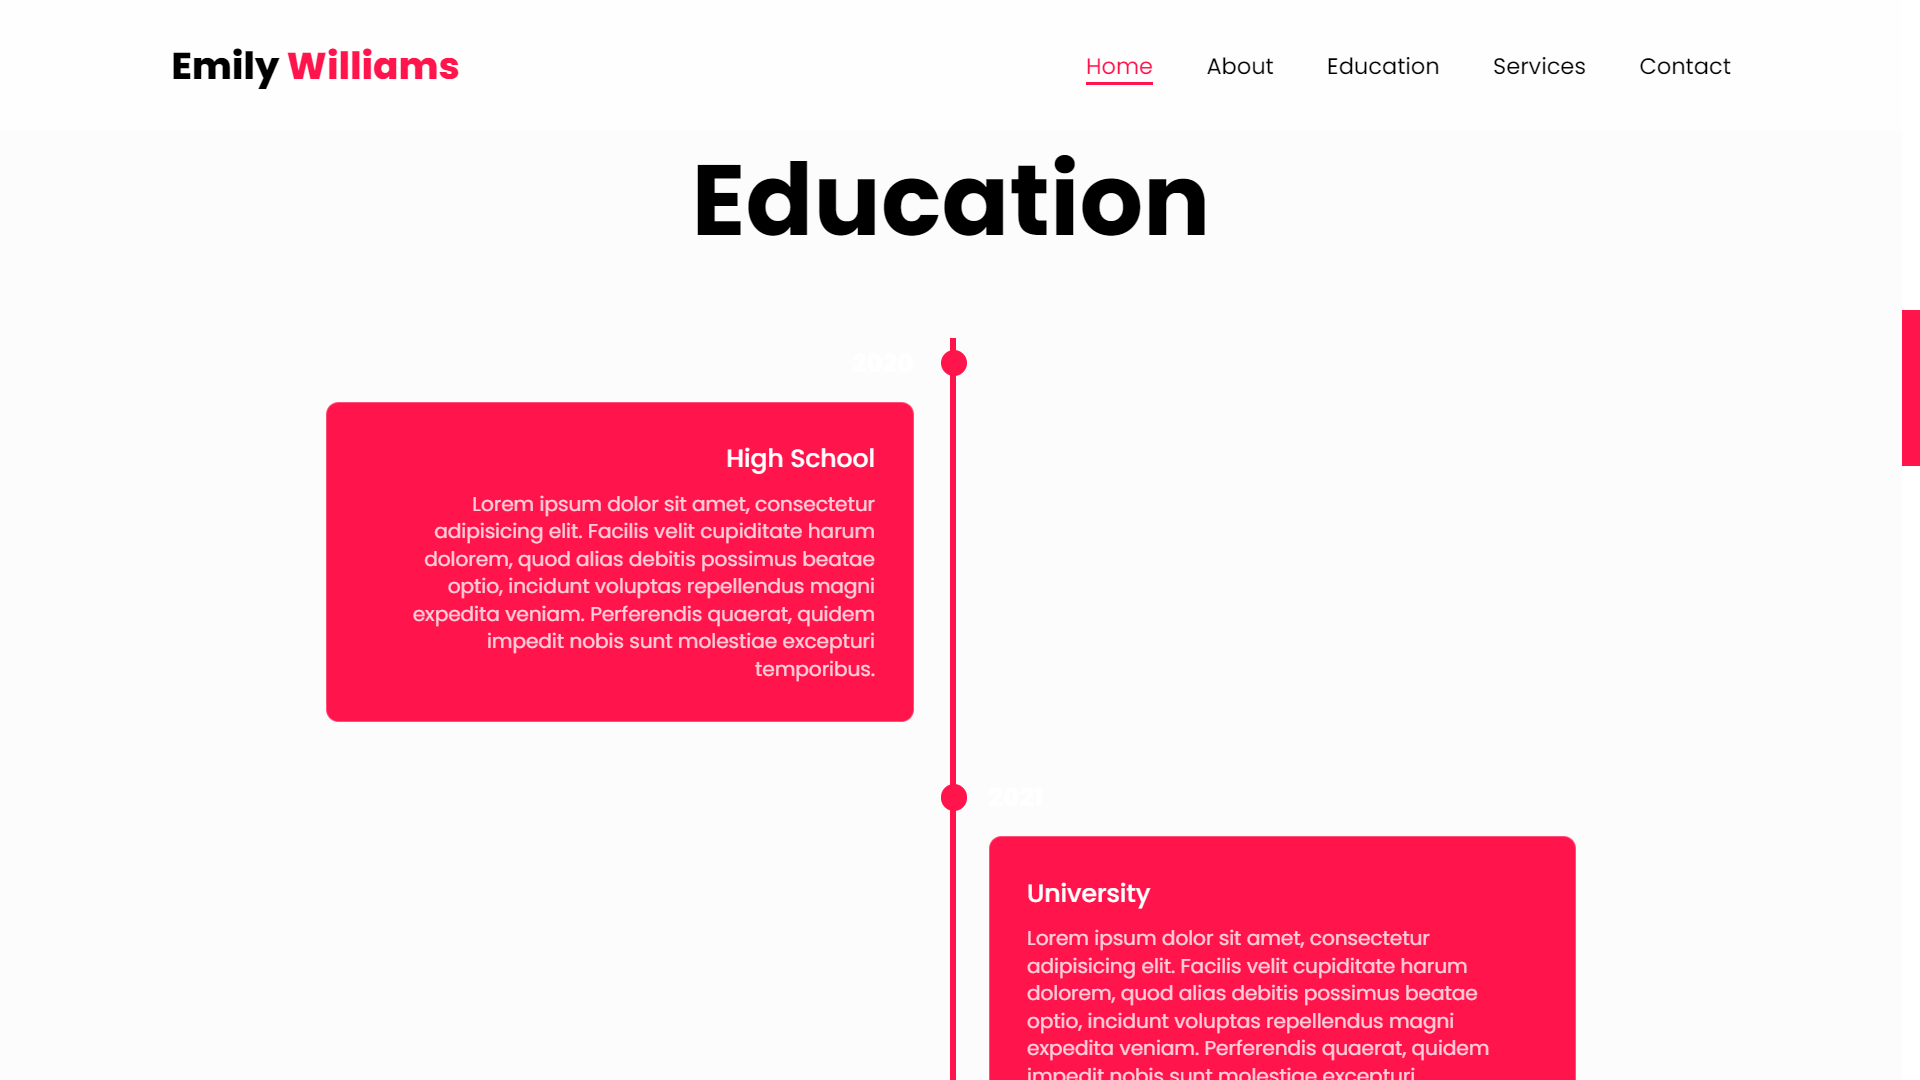 Emily Williams
Home About Education Services Contact
Education
2020
High School
Lorem ipsum dolor sit amet, consectetur
adipisicing elit. Facilis velit cupiditate harum
dolorem, quod alias debitis possimus beatae
optio, incidunt voluptas repellendus magni
expedita veniam. Perferendis quaerat, quidem
impedit nobis sunt molestiae excepturi
temporibus.
2021
University
Lorem ipsum dolor sit amet, consectetur
adipisicing elit. Facilis velit cupiditate harum
dolorem, quod alias debitis possimus beatae
optio, incidunt voluptas repellendus magni
expedita veniam. Perferendis quaerat, quidem
impedit nobis sunt molestiae excepturi